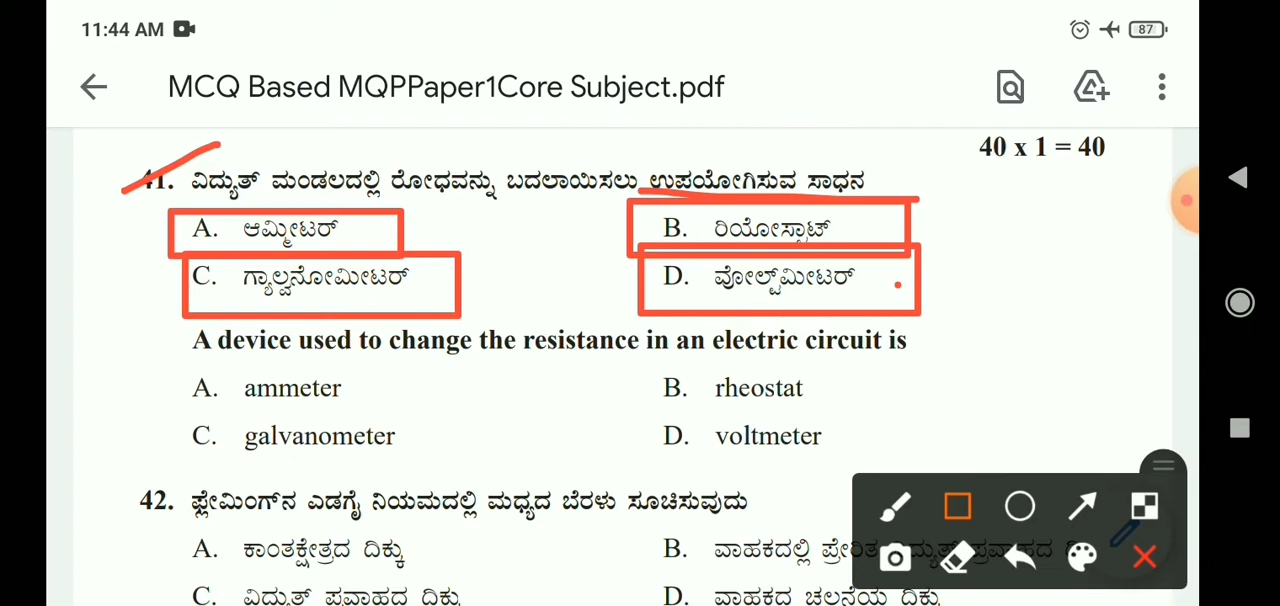 11:44 AM 87
MCQ Based MQPPaper1Core Subject.pdf
40 x 1 = 40
41. ವಿದ್ಯುತ್ ಮಂಡಲದಲ್ಲಿ ರೋಧವನ್ನು ಬದಲಾಯಿಸಲು ಉಪಯೋಗಿಸುವ ಸಾಧನ
A. ಆಮ್ಮೀಟರ್ B. ರಿಯೋಸ್ಟಾಟ್
C. ಗ್ಯಾಲ್ವನೋಮೀಟರ್ D. ವೋಲ್ಟ್‌ಮೀಟರ್
A device used to change the resistance in an electric circuit is
A. ammeter B. rheostat
C. galvanometer D. voltmeter
42. ಫ್ಲೇಮಿಂಗ್‌ನ ಎಡಗೈ ನಿಯಮದಲ್ಲಿ ಮಧ್ಯದ ಬೆರಳು ಸೂಚಿಸುವುದು
A. ಕಾಂತಕ್ಷೇತ್ರದ ದಿಕ್ಕು B. ವಾಹಕದಲ್ಲಿ ಪ್ರೇರಿತ ವಿದ್ಯುತ್ ಪ್ರವಾಹದ
C. ವಿದ್ಯುತ್ ಪ್ರವಾಹದ ದಿಕ್ಕು D. ವಾಹಕದ ಚಲನೆಯ ದಿಕ್ಕು